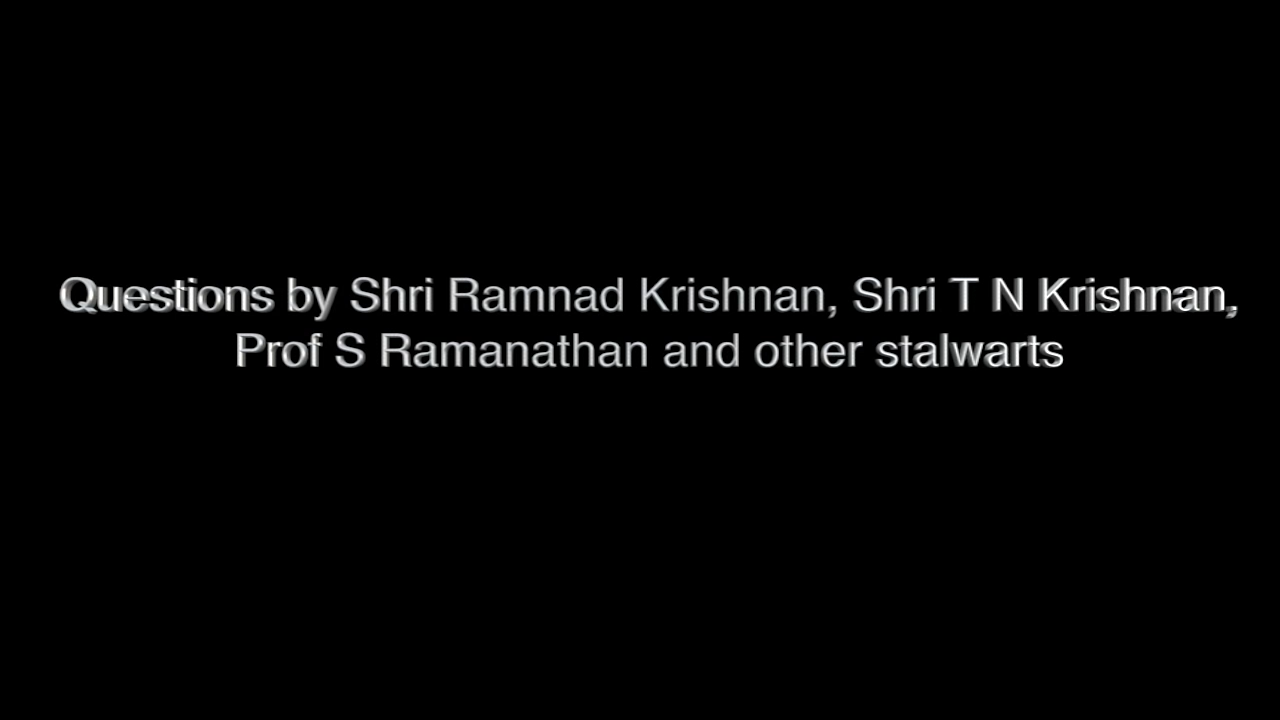 Questions by Shri Ramnad Krishnan, Shri T N Krishnan,
Prof S Ramanathan and other stalwarts